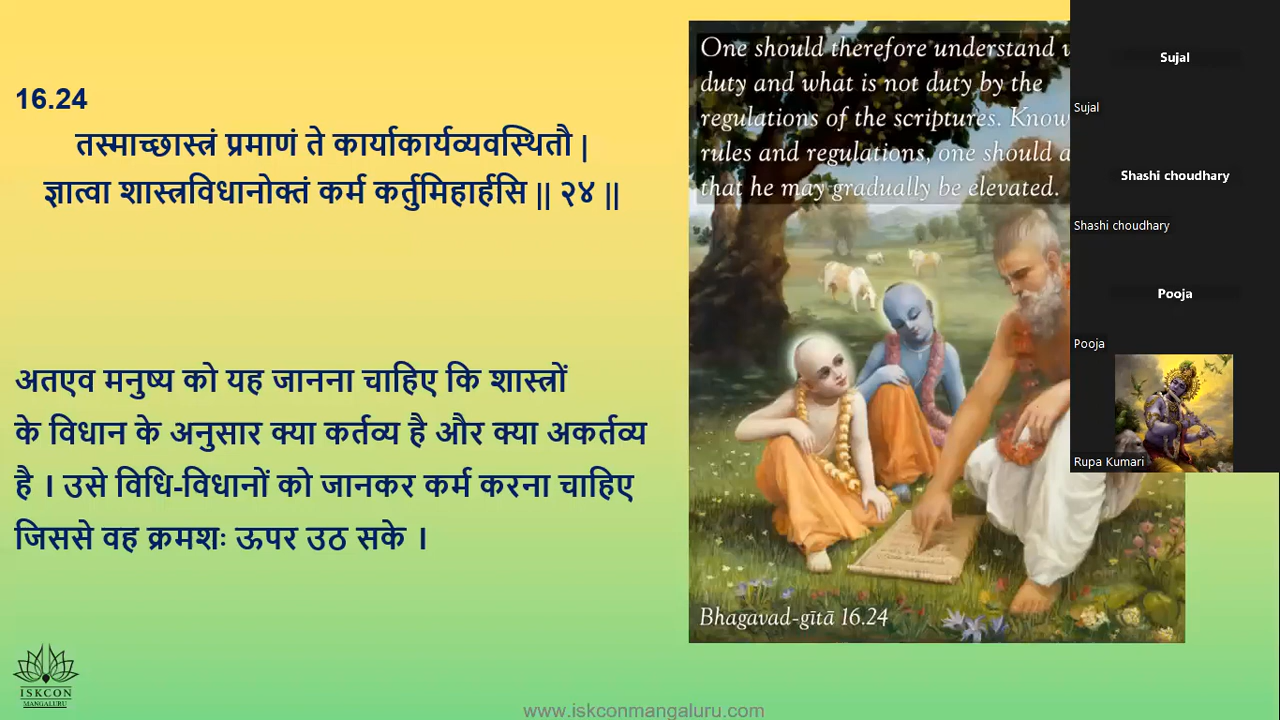 16.24
तस्माच्छास्त्रं प्रमाणं ते कार्याकार्यव्यवस्थितौ |
ज्ञात्वा शास्त्रविधानोक्तं कर्म कर्तुमिहार्हसि || २४ ||
अतएव मनुष्य को यह जानना चाहिए कि शास्त्रों
के विधान के अनुसार क्या कर्तव्य है और क्या अकर्तव्य
है । उसे विधि-विधानों को जानकर कर्म करना चाहिए
जिससे वह क्रमशः ऊपर उठ सके ।
ISKCON
MANGALURU
www.iskconmangaluru.com
One should therefore understand
duty and what is not duty by the
regulations of the scriptures. Know
rules and regulations, one should
that he may gradually be elevated.
Bhagavad-gītā 16.24
Sujal
Sujal
Shashi choudhary
Shashi choudhary
Pooja
Pooja
Rupa Kumari